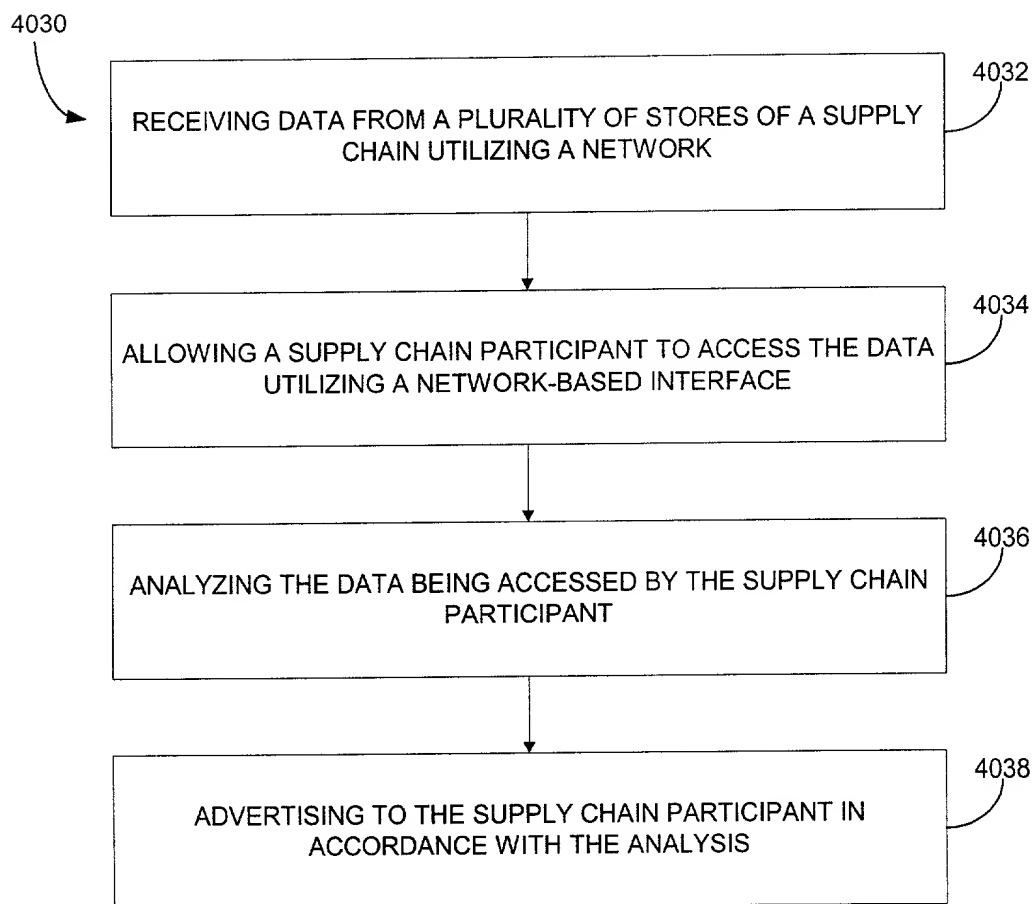 4030
4032
RECEIVING DATA FROM A PLURALITY OF STORES OF A SUPPLY
CHAIN UTILIZING A NETWORK
4034
ALLOWING A SUPPLY CHAIN PARTICIPANT TO ACCESS THE DATA
UTILIZING A NETWORK-BASED INTERFACE
4036
ANALYZING THE DATA BEING ACCESSED BY THE SUPPLY CHAIN
PARTICIPANT
4038
ADVERTISING TO THE SUPPLY CHAIN PARTICIPANT IN
ACCORDANCE WITH THE ANALYSIS